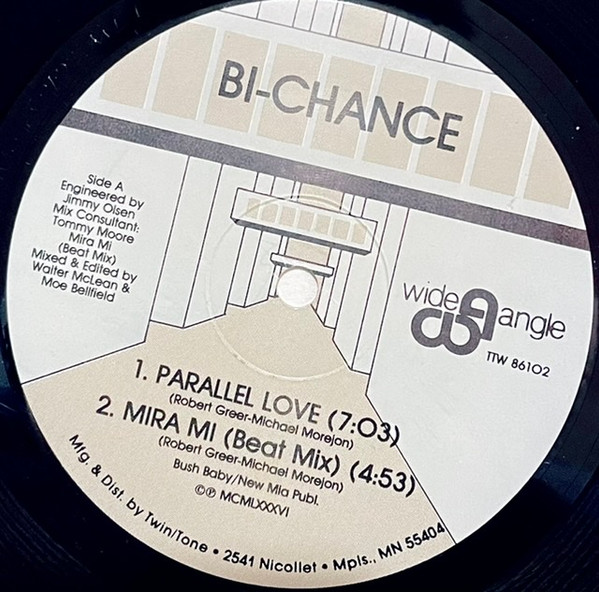 BI-CHANCE
Side A
Engineered by
Jimmy Olsen
Mix Consultant:
Tommy Moore
Mira Mi
(Beat Mix)
Mixed & Edited by
Walter McLean &
Moe Bellfield
wide angle
TTW 86102
1. PARALLEL LOVE (7:03)
(Robert Greer-Michael Morejon)
2. MIRA MI (Beat Mix) (4:53)
(Robert Greer-Michael Morejon)
Bush Baby/New Mia Publ.
©℗ MCMLXXXVI
Mfg. & Dist. by Twin/Tone • 2541 Nicollet • Mpls., MN 55404